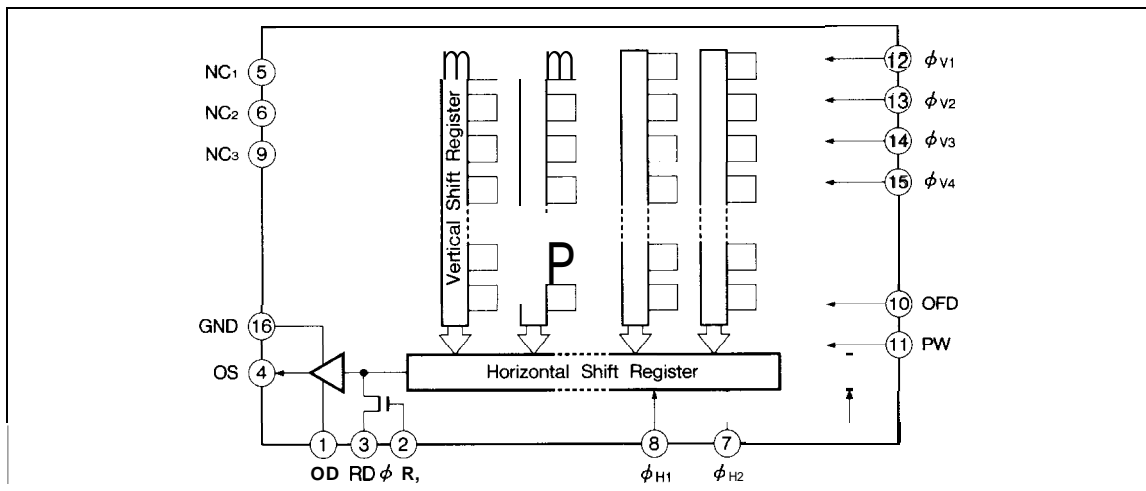 NC1 5
NC2 6
NC3 9
GND 16
OS 4
12 ϕV1
13 ϕV2
14 ϕV3
15 ϕV4
10 OFD
11 PW
Vertical Shift Register
P
Horizontal Shift Register
1 3 2 8 7
OD RD ϕ R, ϕH1 ϕH2